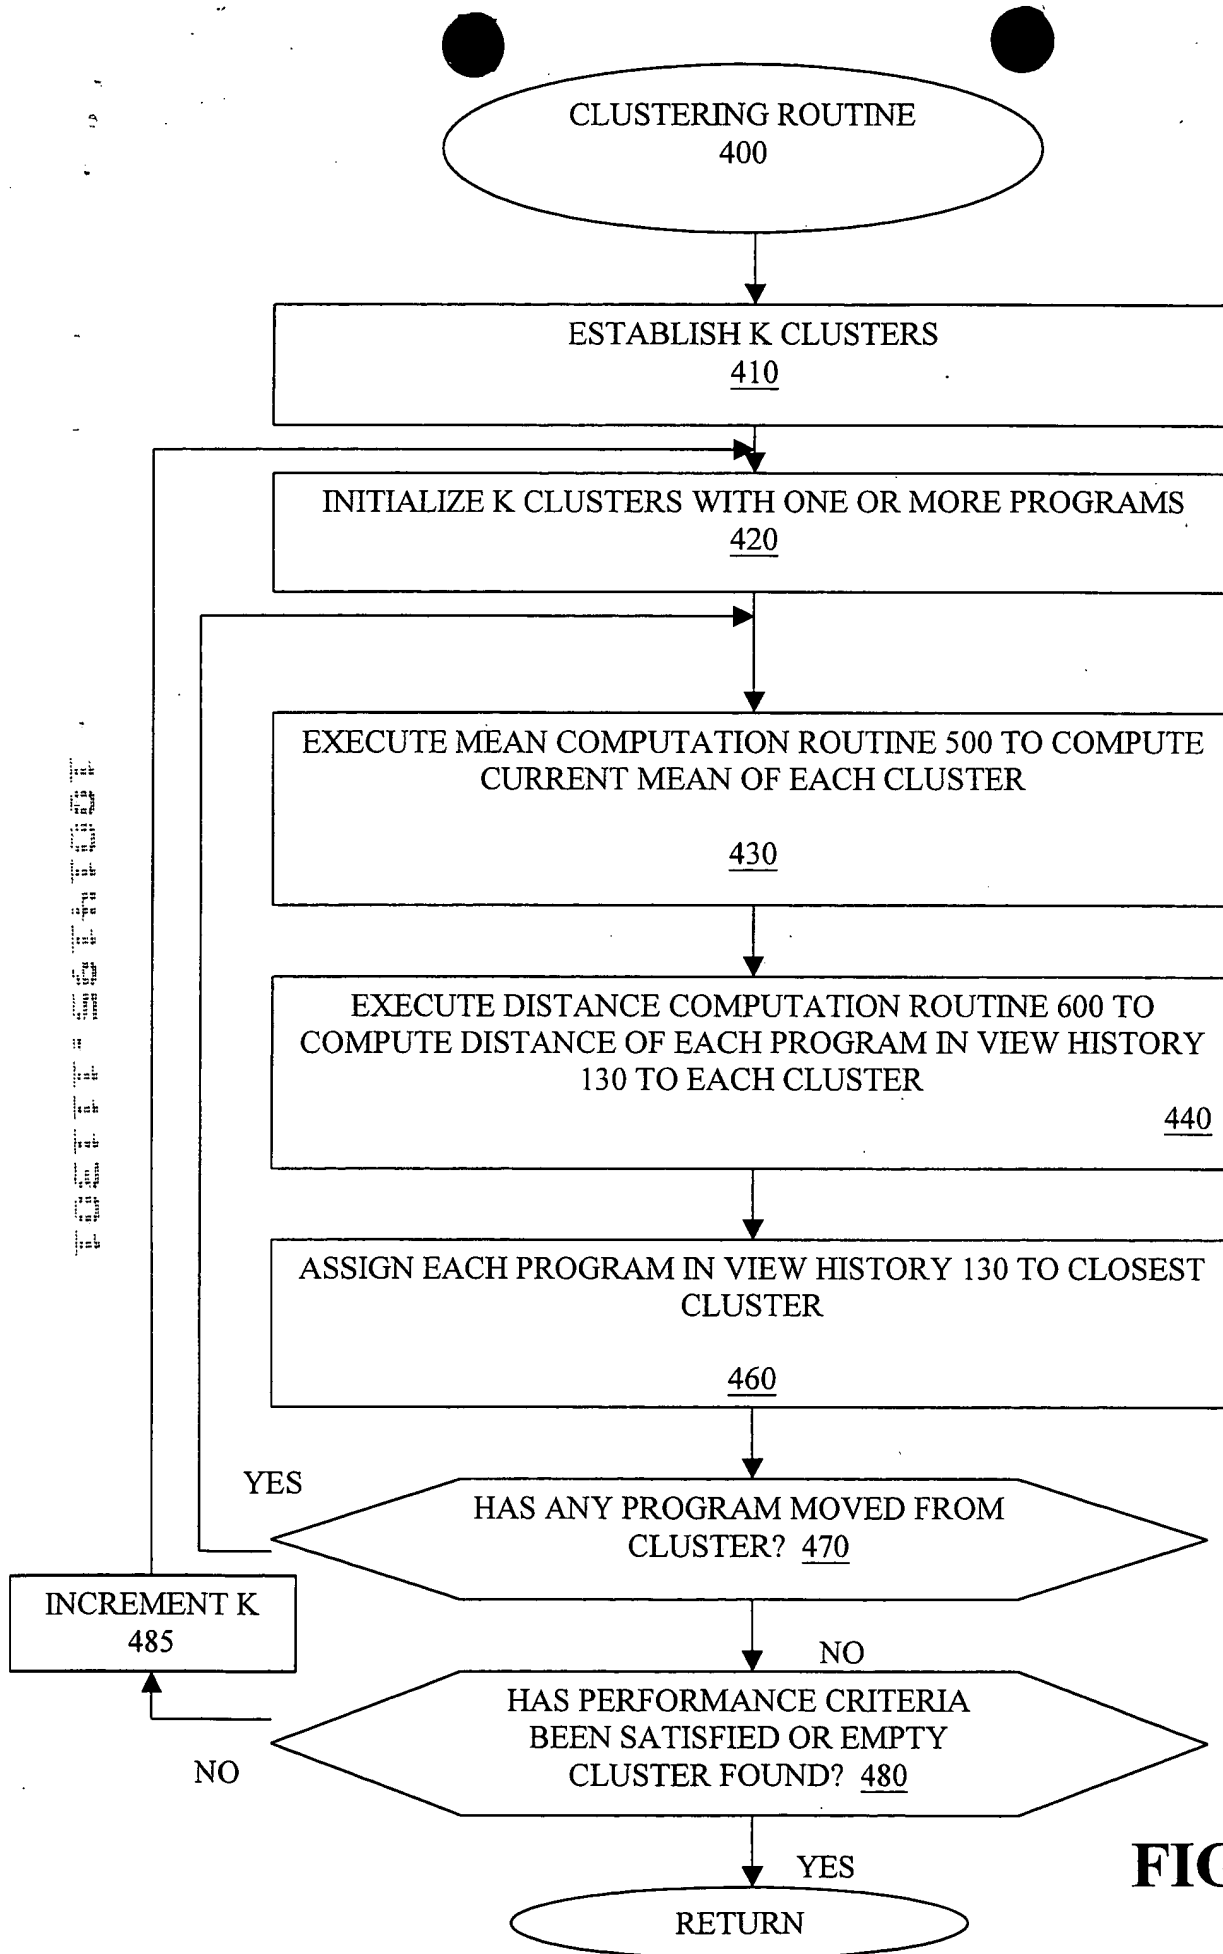 CLUSTERING ROUTINE
400
ESTABLISH K CLUSTERS
410
INITIALIZE K CLUSTERS WITH ONE OR MORE PROGRAMS
420
EXECUTE MEAN COMPUTATION ROUTINE 500 TO COMPUTE
CURRENT MEAN OF EACH CLUSTER
430
EXECUTE DISTANCE COMPUTATION ROUTINE 600 TO
COMPUTE DISTANCE OF EACH PROGRAM IN VIEW HISTORY
130 TO EACH CLUSTER
440
ASSIGN EACH PROGRAM IN VIEW HISTORY 130 TO CLOSEST
CLUSTER
460
YES
HAS ANY PROGRAM MOVED FROM
CLUSTER? 470
INCREMENT K
485
NO
HAS PERFORMANCE CRITERIA
BEEN SATISFIED OR EMPTY
CLUSTER FOUND? 480
NO
YES
FIG
RETURN